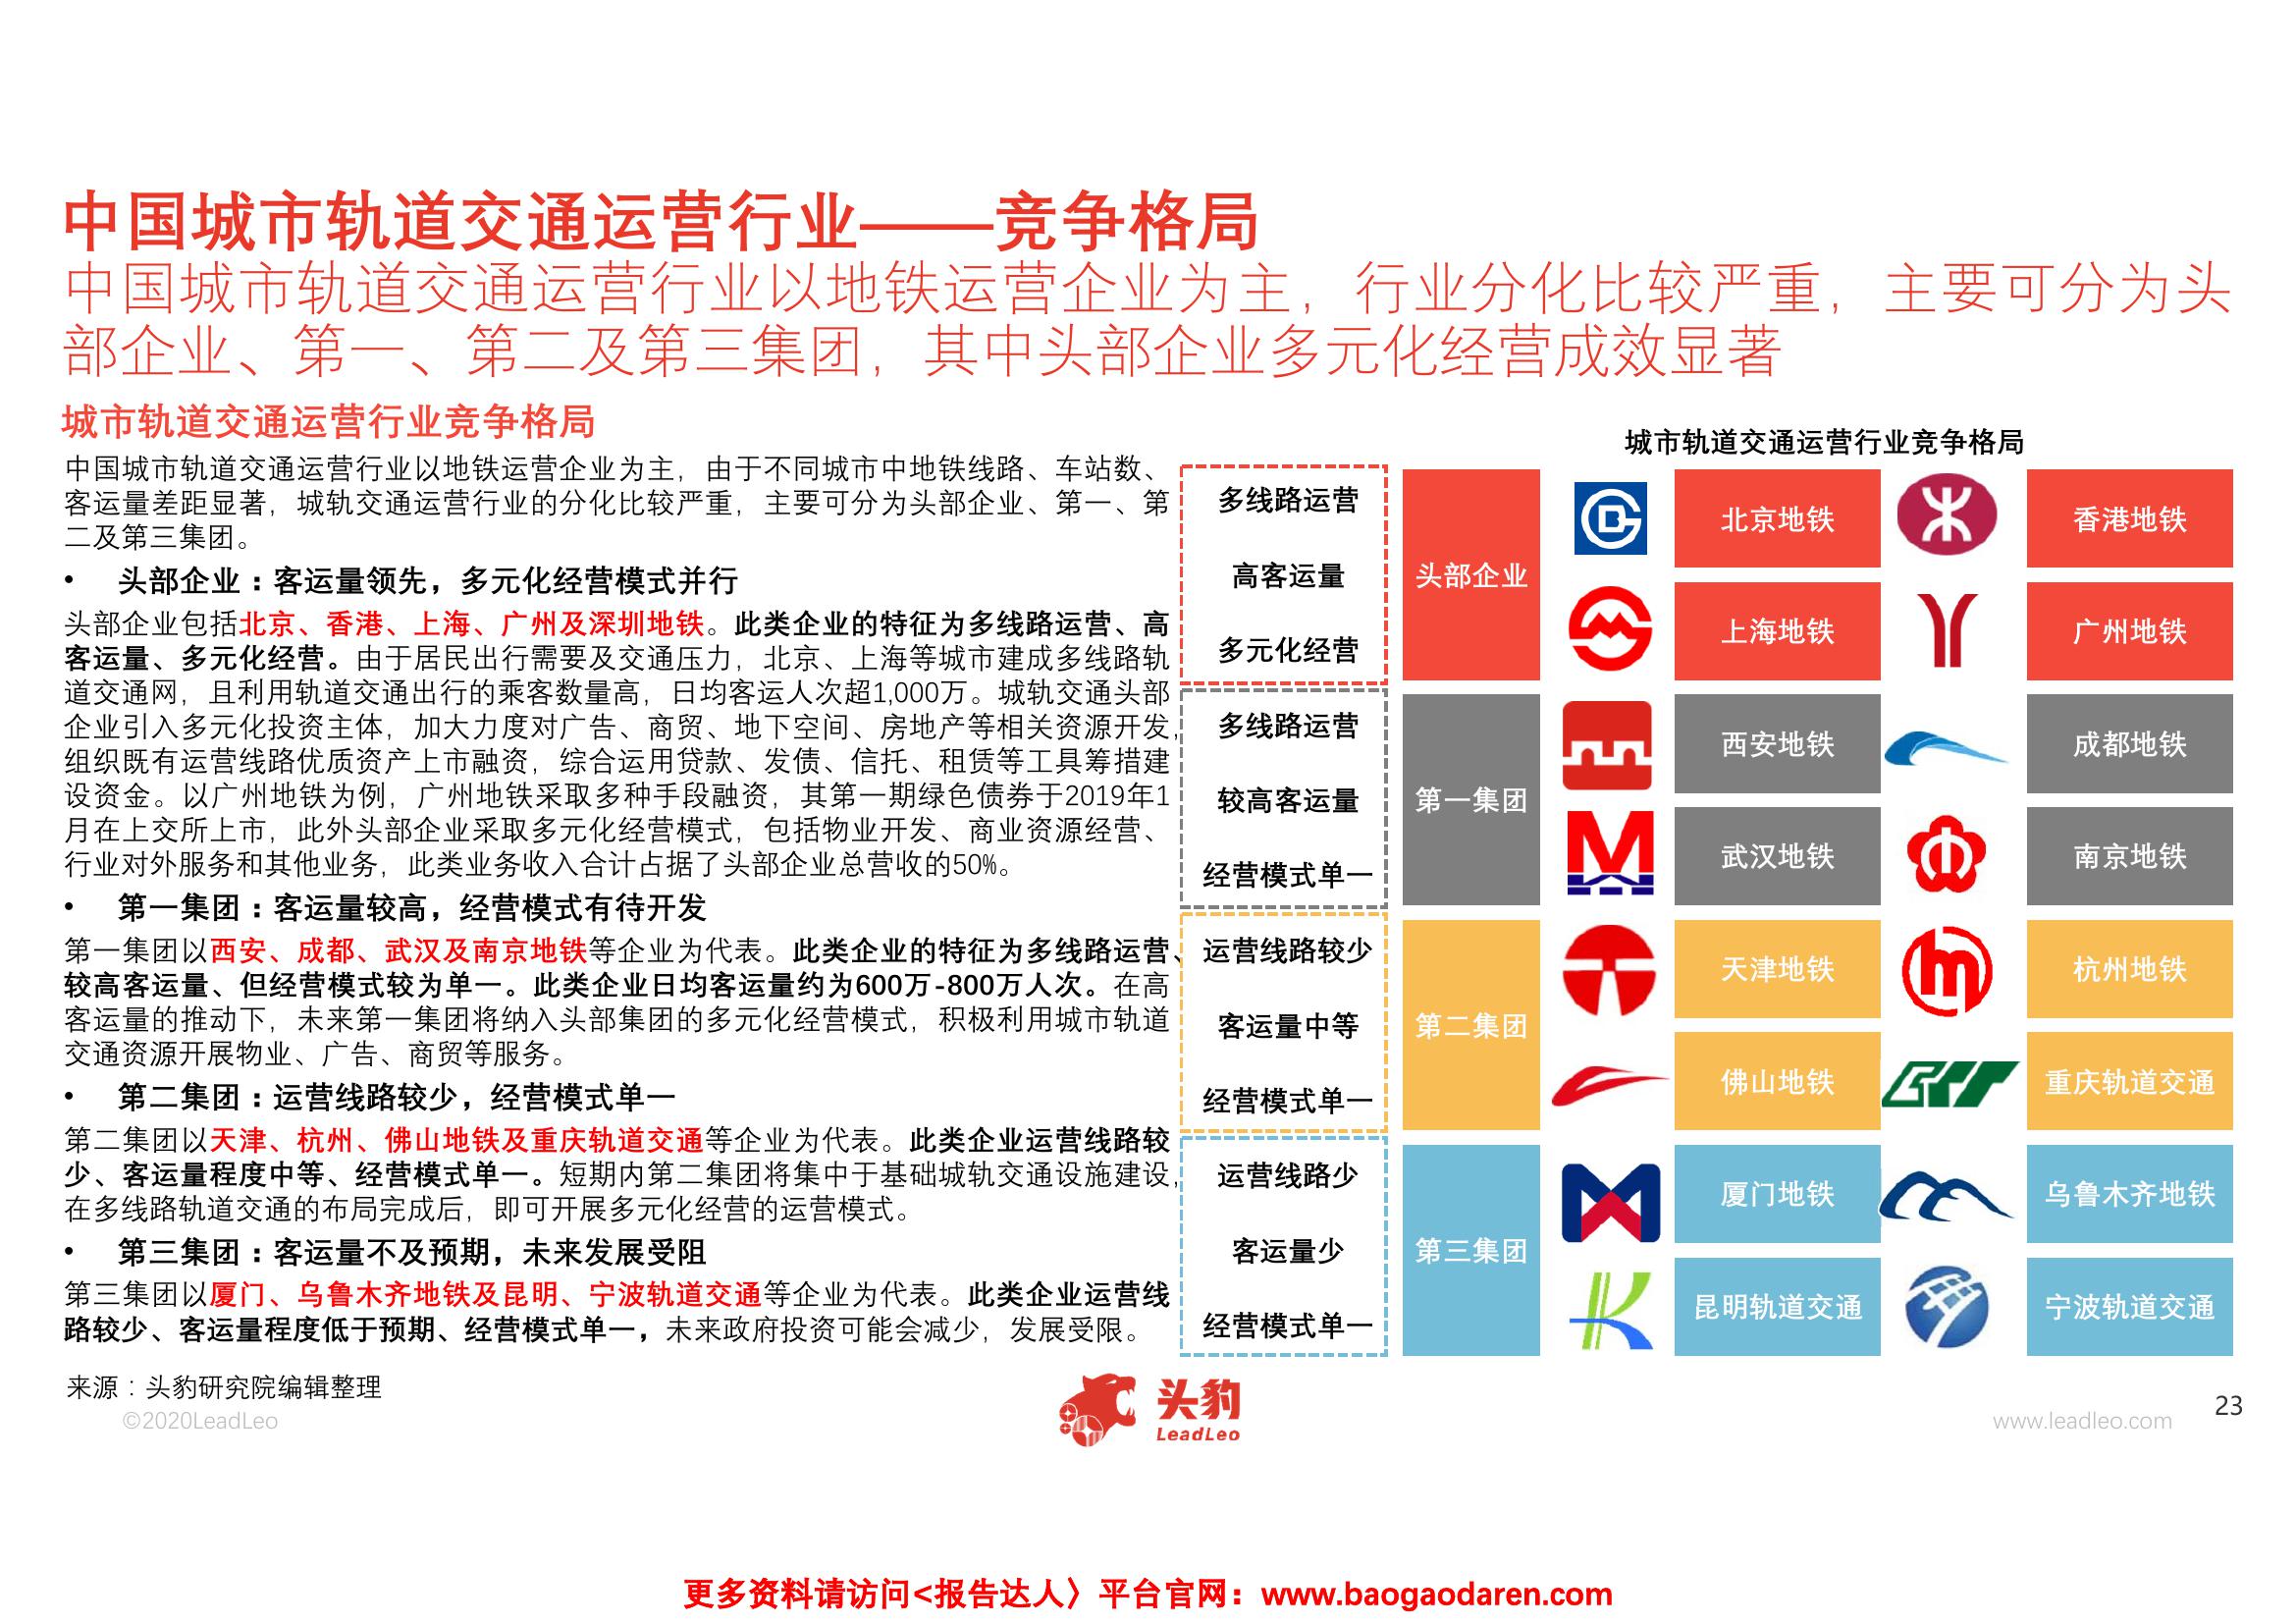 中国城市轨道交通运营行业——竞争格局
中国城市轨道交通运营行业以地铁运营企业为主，行业分化比较严重，主要可分为头
部企业、第一、第二及第三集团，其中头部企业多元化经营成效显著
城市轨道交通运营行业竞争格局
中国城市轨道交通运营行业以地铁运营企业为主，由于不同城市中地铁线路、车站数、
客运量差距显著，城轨交通运营行业的分化比较严重，主要可分为头部企业、第一、第
二及第三集团。
• 头部企业：客运量领先，多元化经营模式并行
头部企业包括北京、香港、上海、广州及深圳地铁。此类企业的特征为多线路运营、高
客运量、多元化经营。由于居民出行需要及交通压力，北京、上海等城市建成多线路轨
道交通网，且利用轨道交通出行的乘客数量高，日均客运人次超1,000万。城轨交通头部
企业引入多元化投资主体，加大力度对广告、商贸、地下空间、房地产等相关资源开发，
组织既有运营线路优质资产上市融资，综合运用贷款、发债、信托、租赁等工具筹措建
设资金。以广州地铁为例，广州地铁采取多种手段融资，其第一期绿色债券于2019年1
月在上交所上市，此外头部企业采取多元化经营模式，包括物业开发、商业资源经营、
行业对外服务和其他业务，此类业务收入合计占据了头部企业总营收的50%。
• 第一集团：客运量较高，经营模式有待开发
第一集团以西安、成都、武汉及南京地铁等企业为代表。此类企业的特征为多线路运营、
较高客运量、但经营模式较为单一。此类企业日均客运量约为600万-800万人次。在高
客运量的推动下，未来第一集团将纳入头部集团的多元化经营模式，积极利用城市轨道
交通资源开展物业、广告、商贸等服务。
• 第二集团：运营线路较少，经营模式单一
第二集团以天津、杭州、佛山地铁及重庆轨道交通等企业为代表。此类企业运营线路较
少、客运量程度中等、经营模式单一。短期内第二集团将集中于基础城轨交通设施建设，
在多线路轨道交通的布局完成后，即可开展多元化经营的运营模式。
• 第三集团：客运量不及预期，未来发展受阻
第三集团以厦门、乌鲁木齐地铁及昆明、宁波轨道交通等企业为代表。此类企业运营线
路较少、客运量程度低于预期、经营模式单一，未来政府投资可能会减少，发展受限。
城市轨道交通运营行业竞争格局
多线路运营
高客运量
多元化经营
头部企业
北京地铁
香港地铁
上海地铁
广州地铁
多线路运营
较高客运量
经营模式单一
第一集团
西安地铁
成都地铁
武汉地铁
南京地铁
运营线路较少
客运量中等
经营模式单一
第二集团
天津地铁
杭州地铁
佛山地铁
重庆轨道交通
运营线路少
客运量少
经营模式单一
第三集团
厦门地铁
乌鲁木齐地铁
昆明轨道交通
宁波轨道交通
来源：头豹研究院编辑整理
©2020LeadLeo
头豹
LeadLeo
www.leadleo.com
23
更多资料请访问<报告达人〉平台官网：www.baogaodaren.com